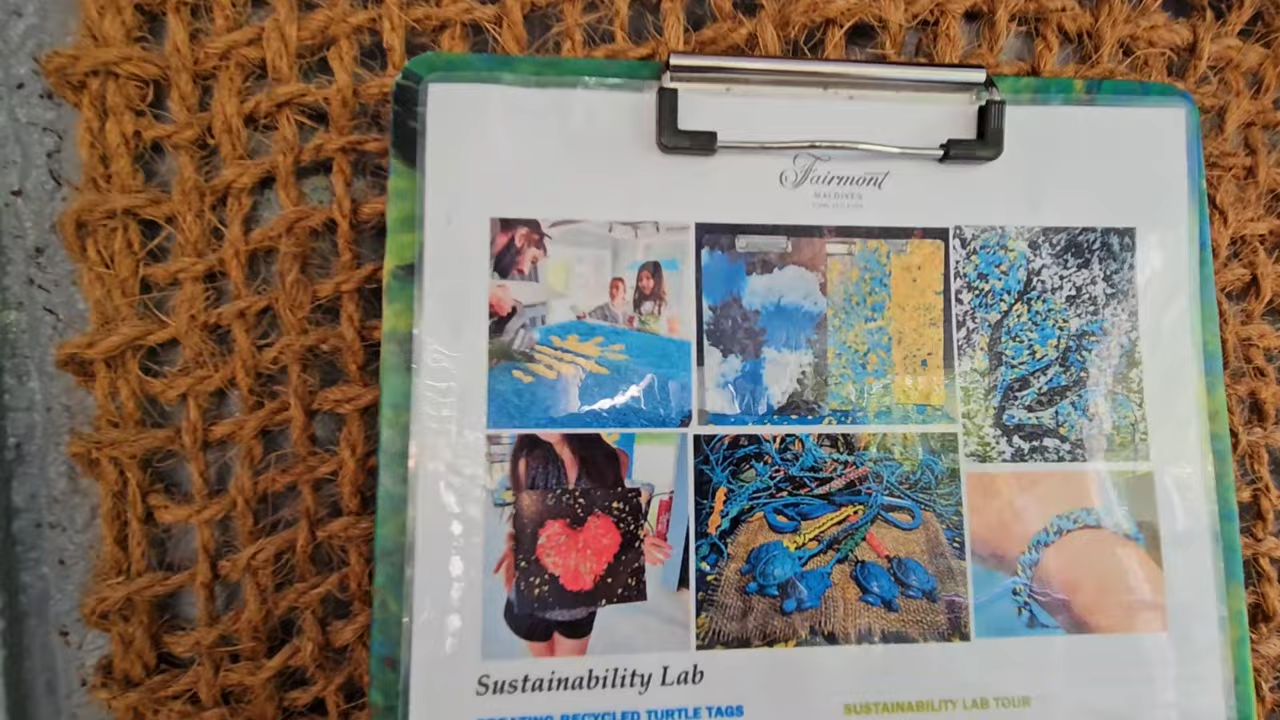 Fairmont
MALDIVES
Sustainability Lab
CREATING RECYCLED TURTLE TAGS
SUSTAINABILITY LAB TOUR